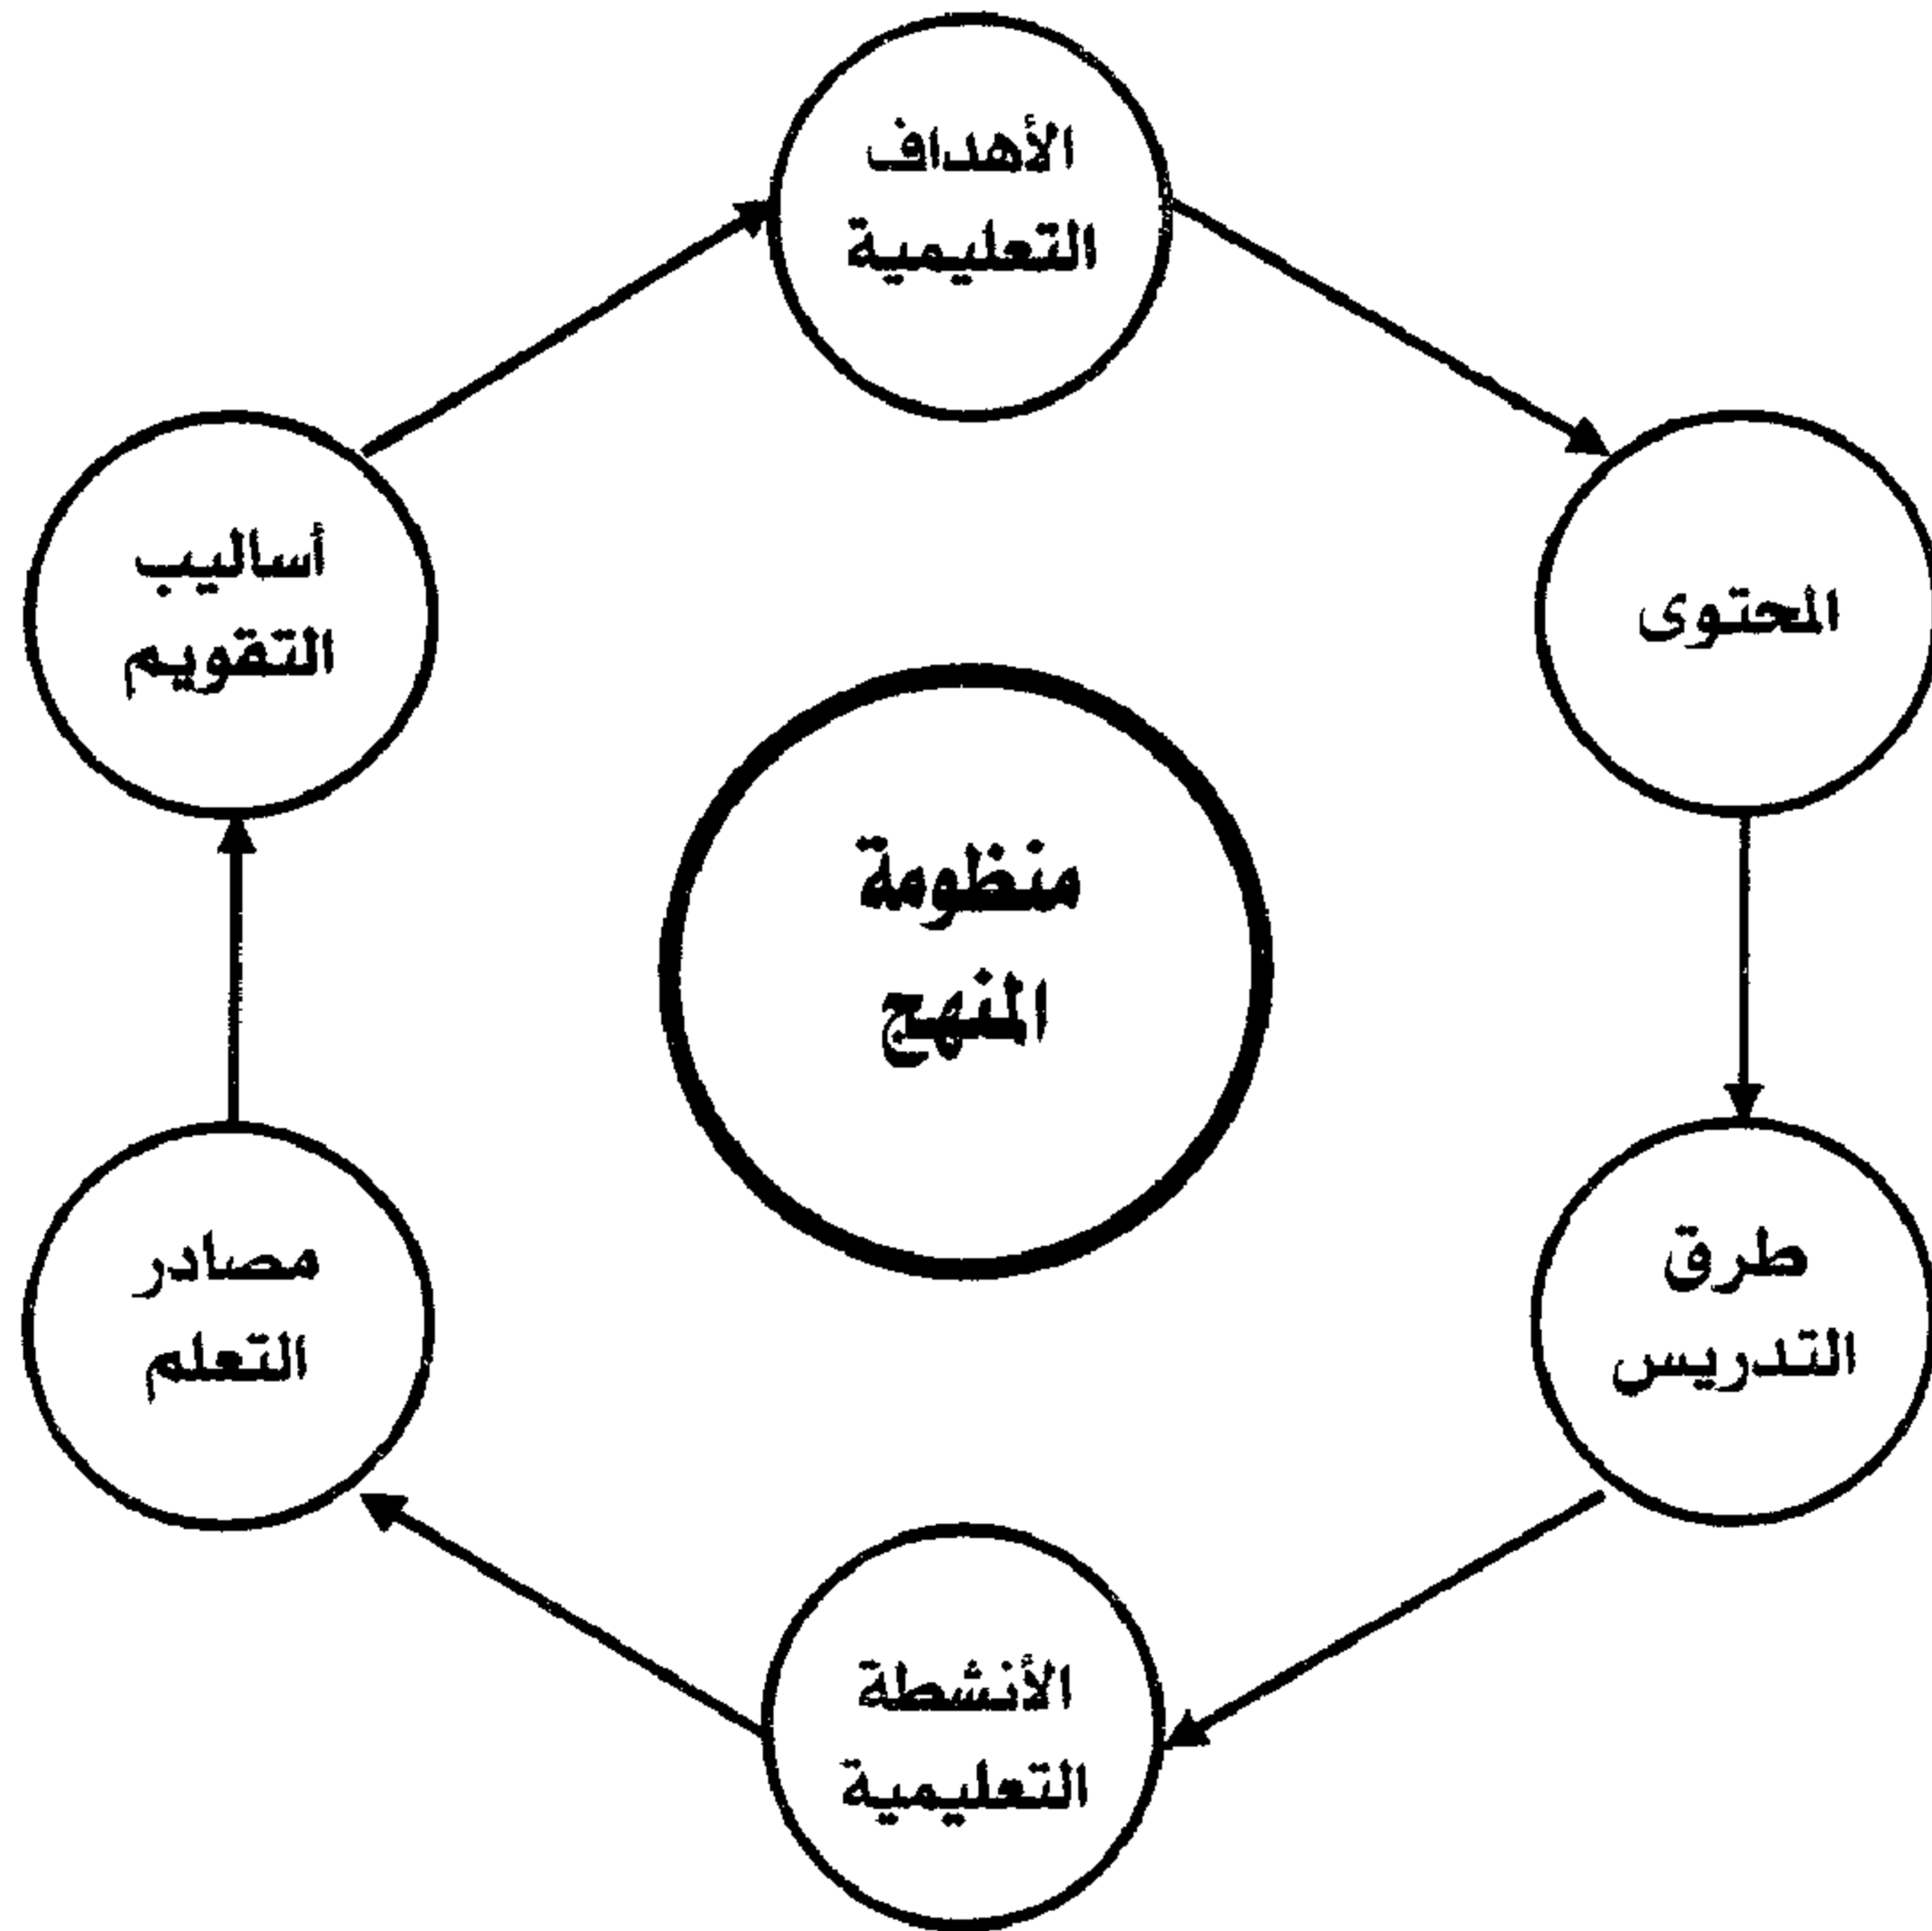 الأهداف
التعليمية
المحتوى
طرق
التدريس
الأنشطة
التعليمية
مصادر
التعلم
أساليب
التقويم
منظومة
المنهج